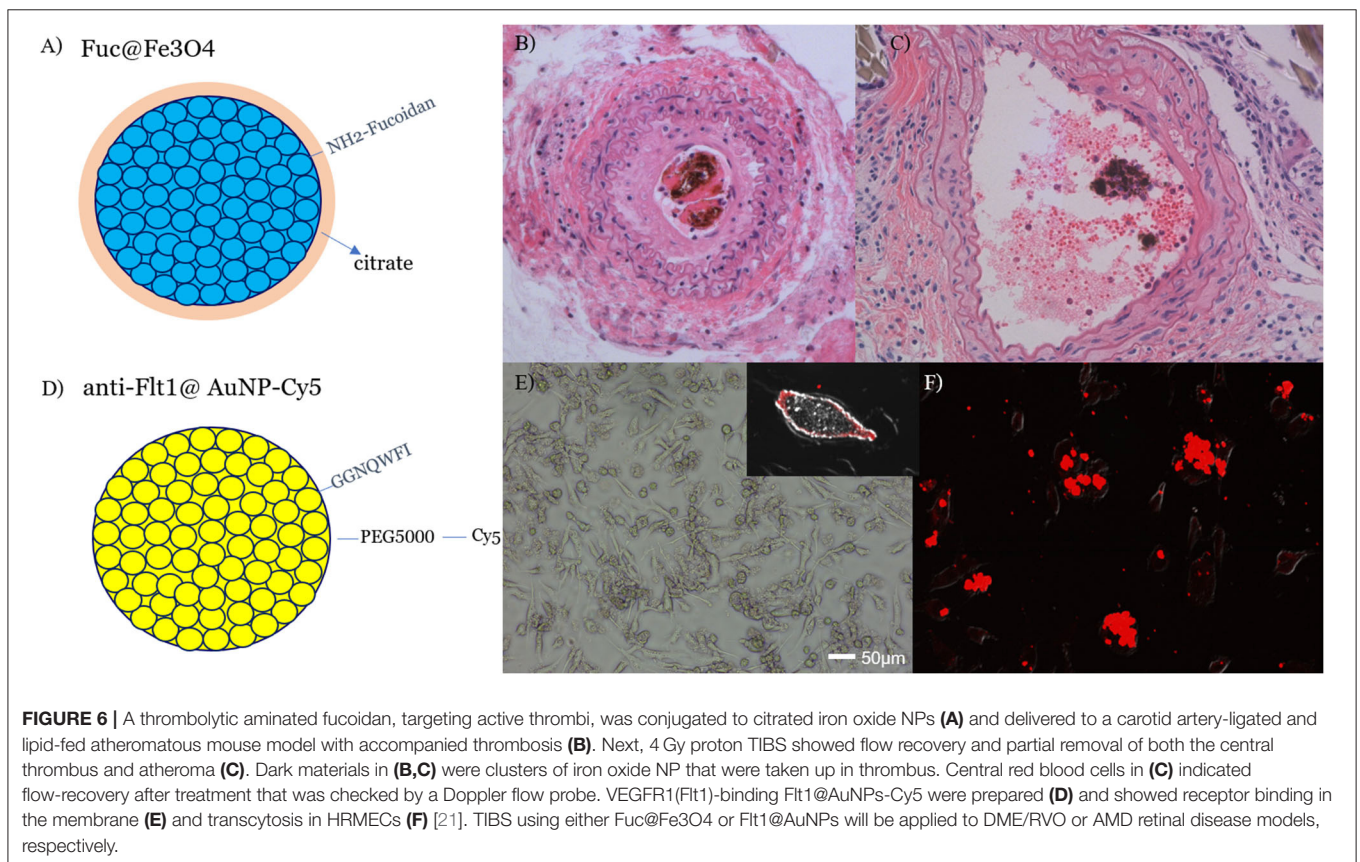 A) Fuc@Fe3O4
NH2-Fucoidan
citrate
B)
C)
D) anti-Flt1@ AuNP-Cy5
GGNQWFI
PEG5000
Cy5
E)
50µm
F)
FIGURE 6 | A thrombolytic aminated fucoidan, targeting active thrombi, was conjugated to citrated iron oxide NPs (A) and delivered to a carotid artery-ligated and
lipid-fed atheromatous mouse model with accompanied thrombosis (B). Next, 4 Gy proton TIBS showed flow recovery and partial removal of both the central
thrombus and atheroma (C). Dark materials in (B,C) were clusters of iron oxide NP that were taken up in thrombus. Central red blood cells in (C) indicated
flow-recovery after treatment that was checked by a Doppler flow probe. VEGFR1(Flt1)-binding Flt1@AuNPs-Cy5 were prepared (D) and showed receptor binding in
the membrane (E) and transcytosis in HRMECs (F) [21]. TIBS using either Fuc@Fe3O4 or Flt1@AuNPs will be applied to DME/RVO or AMD retinal disease models,
respectively.